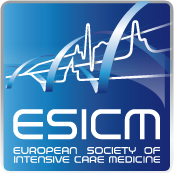 ESICM
EUROPEAN SOCIETY OF
INTENSIVE CARE MEDICINE